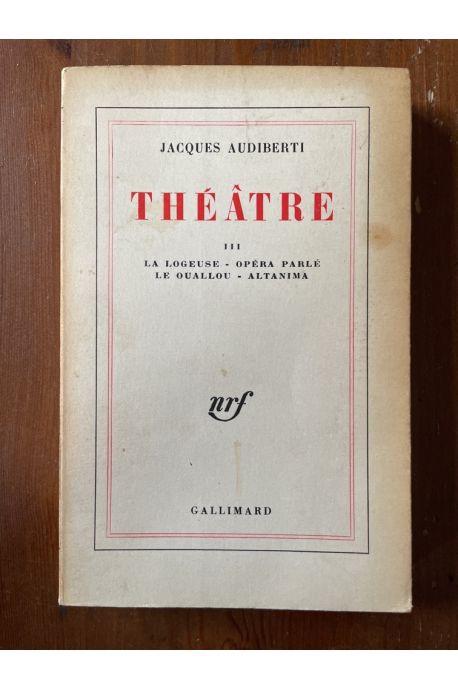 JACQUES AUDIBERTI
THÉÂTRE
III
LA LOGEUSE - OPÉRA PARLÉ
LE OUALLOU - ALTANIMA
nrf
GALLIMARD